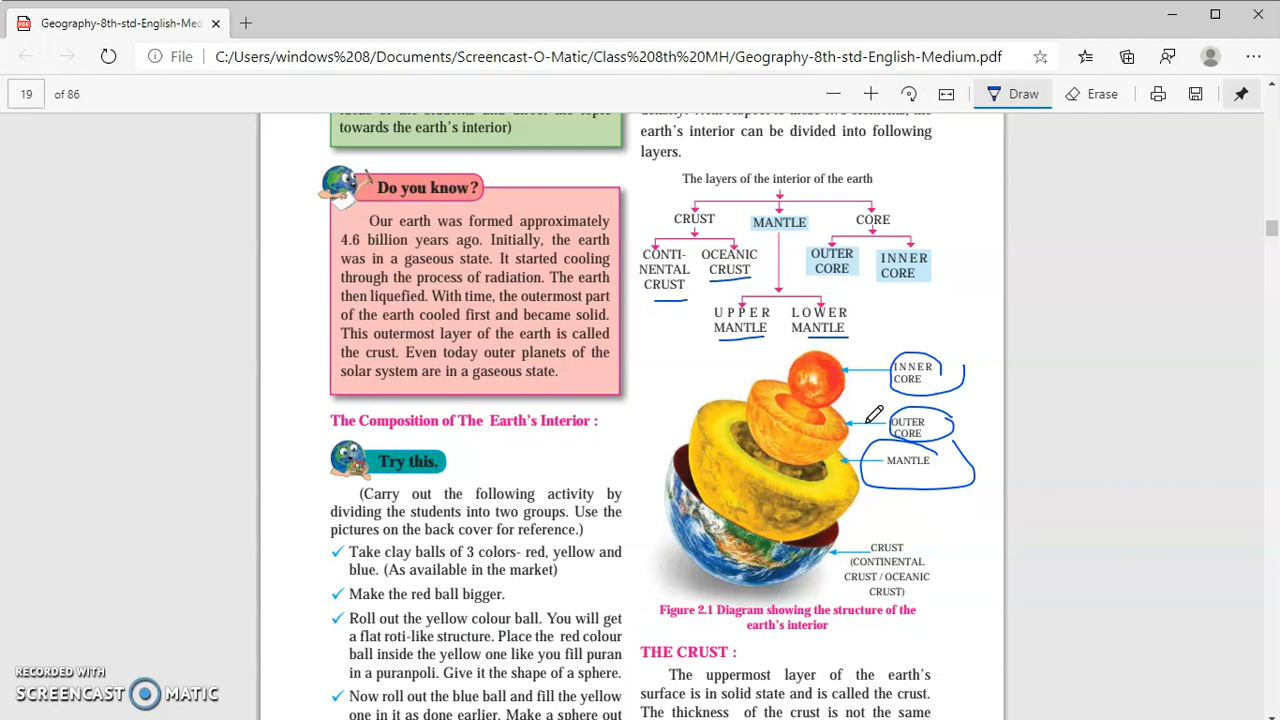 Geography-8th-std-English-Med
File
C:/Users/windows%208/Documents/Screencast-O-Matic/Class%208th%20MH/Geography-8th-std-English-Medium.pdf
19 of 86
Draw
Erase
towards the earth's interior)
Do you know?
Our earth was formed approximately
4.6 billion years ago. Initially, the earth
was in a gaseous state. It started cooling
through the process of radiation. The earth
then liquefied. With time, the outermost part
of the earth cooled first and became solid.
This outermost layer of the earth is called
the crust. Even today outer planets of the
solar system are in a gaseous state.
The Composition of The Earth's Interior :
Try this.
(Carry out the following activity by
dividing the students into two groups. Use the
pictures on the back cover for reference.)
✓ Take clay balls of 3 colors- red, yellow and
blue. (As available in the market)
✓ Make the red ball bigger.
✓ Roll out the yellow colour ball. You will get
a flat roti-like structure. Place the red colour
ball inside the yellow one like you fill puran
in a puranpoli. Give it the shape of a sphere.
✓ Now roll out the blue ball and fill the yellow
one in it as done earlier. Make a sphere out
earth's interior can be divided into following
layers.
The layers of the interior of the earth
CRUST
MANTLE
CORE
CONTI-
NENTAL
CRUST
OCEANIC
CRUST
OUTER
CORE
INNER
CORE
UPPER
MANTLE
LOWER
MANTLE
INNER
CORE
OUTER
CORE
MANTLE
CRUST
(CONTINENTAL
CRUST / OCEANIC
CRUST)
Figure 2.1 Diagram showing the structure of the
earth's interior
THE CRUST :
The uppermost layer of the earth's
surface is in solid state and is called the crust.
The thickness of the crust is not the same
RECORDED WITH
SCREENCAST MATIC